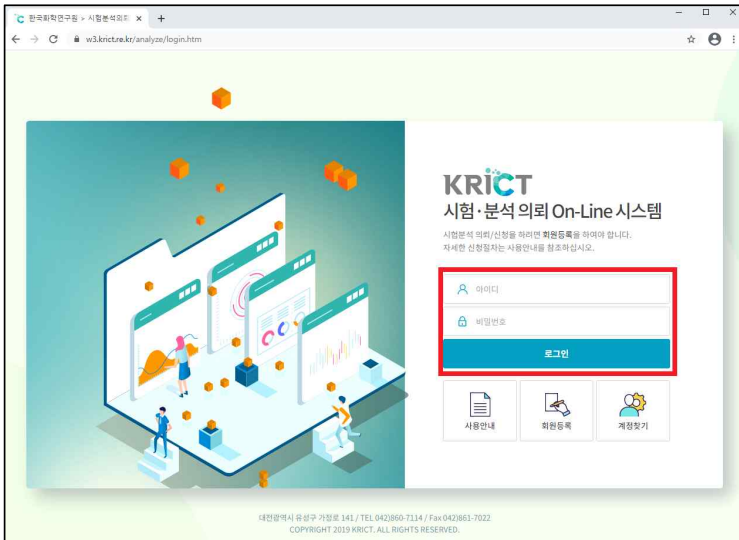 한국화학연구원 > 시험분석의뢰
w3.krict.re.kr/analyze/login.htm
KRICT
시험·분석 의뢰 On-Line 시스템
시험분석 의뢰/신청을 하려면 회원등록을 하여야 합니다.
자세한 신청절차는 사용안내를 참조하십시오.
아이디
비밀번호
로그인
사용안내
회원등록
계정찾기
대전광역시 유성구 가정로 141 / TEL 042)860-7114 / Fax 042)861-7022
COPYRIGHT 2019 KRICT. ALL RIGHTS RESERVED.